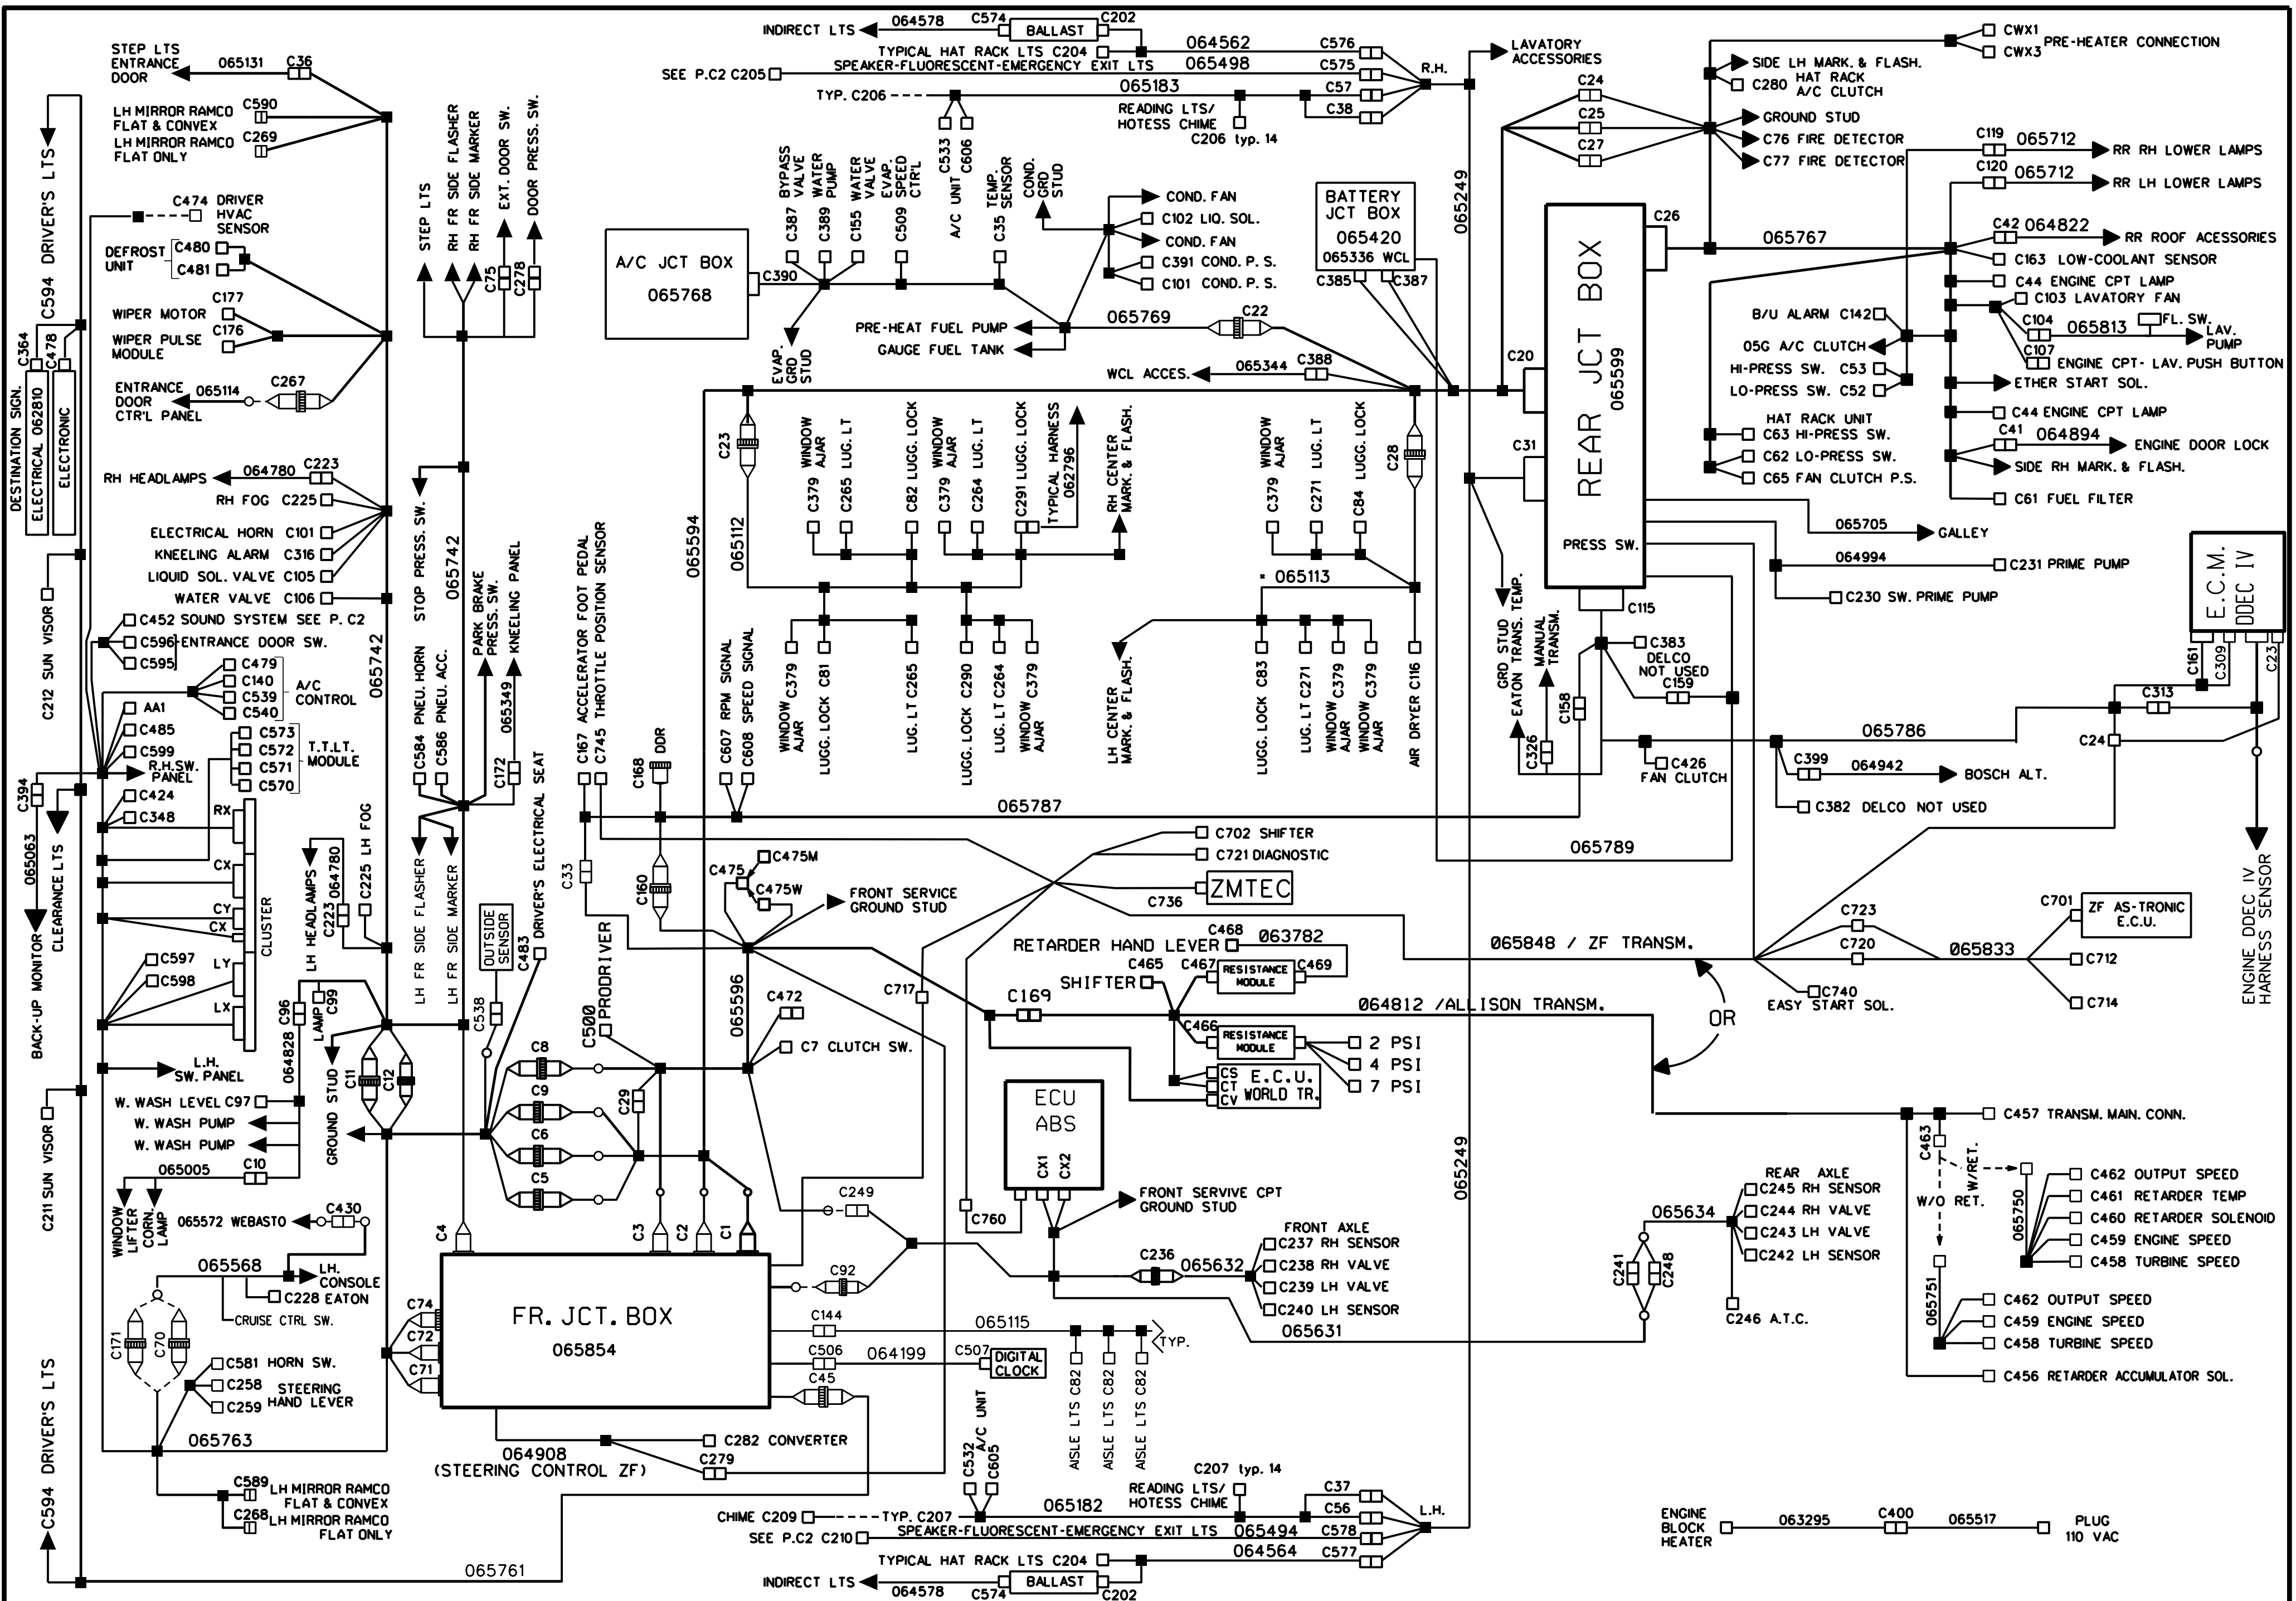 INDIRECT LTS
064578
C574
BALLAST
C202
TYPICAL HAT RACK LTS C204
064562
C576
SEE P.C2 C205
SPEAKER-FLUORESCENT-EMERGENCY EXIT LTS
065498
C575
R.H.
TYP. C206
065183
C57
READING LTS/
HOTESS CHIME
C38
C206 typ. 14
C533
C606
A/C UNIT
LAVATORY
ACCESSORIES
CWX1
CWX3
PRE-HEATER CONNECTION
SIDE LH MARK. & FLASH.
C280 HAT RACK
A/C CLUTCH
C24
C25
C27
GROUND STUD
C76 FIRE DETECTOR
C77 FIRE DETECTOR
C119
065712
RR RH LOWER LAMPS
C120
065712
RR LH LOWER LAMPS
C42 064822
RR ROOF ACESSORIES
C163 LOW-COOLANT SENSOR
C44 ENGINE CPT LAMP
C103 LAVATORY FAN
C104
065813
FL. SW.
LAV.
PUMP
C107
ENGINE CPT- LAV. PUSH BUTTON
ETHER START SOL.
C44 ENGINE CPT LAMP
C41
064894
ENGINE DOOR LOCK
SIDE RH MARK. & FLASH.
C61 FUEL FILTER
B/U ALARM C142
05G A/C CLUTCH
HI-PRESS SW. C53
LO-PRESS SW. C52
HAT RACK UNIT
C63 HI-PRESS SW.
C62 LO-PRESS SW.
C65 FAN CLUTCH P.S.
C26
065767
REAR JCT BOX
065599
C20
C31
PRESS SW.
C115
065705
GALLEY
064994
C231 PRIME PUMP
C230 SW. PRIME PUMP
E.C.M.
DDEC IV
C161
C309
C23
C313
C24
C383
DELCO
NOT USED
C159
C158
065786
C426
FAN CLUTCH
C399
064942
BOSCH ALT.
C382 DELCO NOT USED
ENGINE DDEC IV
HARNESS SENSOR
STEP LTS
ENTRANCE
DOOR
065131
C36
LH MIRROR RAMCO
FLAT & CONVEX
C590
LH MIRROR RAMCO
FLAT ONLY
C269
C594 DRIVER'S LTS
C474
DRIVER
HVAC
SENSOR
DEFROST
UNIT
C480
C481
WIPER MOTOR
C177
WIPER PULSE
MODULE
C176
ENTRANCE
DOOR
CTR'L PANEL
065114
C267
DESTINATION SIGN.
C364
C478
ELECTRICAL 062810
ELECTRONIC
RH HEADLAMPS
064780
C223
RH FOG C225
ELECTRICAL HORN C101
KNEELING ALARM C316
LIQUID SOL. VALVE C105
WATER VALVE C106
C212 SUN VISOR
STEP LTS
RH FR SIDE FLASHER
RH FR SIDE MARKER
C75
EXT. DOOR SW.
C278
DOOR PRESS. SW.
A/C JCT BOX
065768
C390
C387
BYPASS
VALVE
C389
WATER
PUMP
C155
WATER
VALVE
C509
EVAP.
SPEED
CTR'L
C35
TEMP.
SENSOR
COND.
GRD
STUD
COND. FAN
C102 LIQ. SOL.
COND. FAN
C391 COND. P. S.
C101 COND. P. S.
BATTERY
JCT BOX
065420
065336 WCL
C385
C387
065249
EVAP.
GRD
STUD
PRE-HEAT FUEL PUMP
GAUGE FUEL TANK
065769
C22
WCL ACCES.
065344
C388
C23
065594
065112
WINDOW
AJAR
C379
C265 LUG. LT
C82 LUGG. LOCK
WINDOW
AJAR
C379
C264 LUG. LT
C291 LUGG. LOCK
TYPICAL HARNESS
062796
RH CENTER
MARK. & FLASH.
WINDOW
AJAR
C379
C271 LUG. LT
C84 LUGG. LOCK
C28
* 065113
WINDOW C379
AJAR
LUGG. LOCK C81
LUG. LT C265
LUGG. LOCK C290
LUG. LT C264
WINDOW C379
AJAR
LH CENTER
MARK. & FLASH.
LUGG. LOCK C83
LUG. LT C271
WINDOW C379
AJAR
WINDOW C379
AJAR
AIR DRYER C116
GRD STUD
EATON TRANS. TEMP.
MANUAL
TRANSM.
C326
C452 SOUND SYSTEM SEE P. C2
C596
ENTRANCE DOOR SW.
C595
C479
C140
C539
C540
A/C
CONTROL
AA1
C485
C599
R.H.SW.
PANEL
C573
C572
C571
C570
T.T.LT.
MODULE
C424
C348
C394
065063
BACK-UP MONITOR
CLEARANCE LTS
RX
CX
CY
CX
LY
LX
CLUSTER
C597
C598
L.H.
SW. PANEL
065742
STOP PRESS. SW.
065742
C584 PNEU. HORN
C586 PNEU. ACC.
PARK BRAKE
PRESS. SW.
065349
KNEELING PANEL
C172
LH HEADLAMPS
064780
C223
C225 LH FOG
LH FR SIDE FLASHER
LH FR SIDE MARKER
OUTSIDE
SENSOR
C538
C483 DRIVER'S ELECTRICAL SEAT
C167 ACCELERATOR FOOT PEDAL
C745 THROTTLE POSITION SENSOR
C168
DDR
C607 RPM SIGNAL
C608 SPEED SIGNAL
065787
C33
C160
C475
C475M
C475W
FRONT SERVICE
GROUND STUD
C702 SHIFTER
C721 DIAGNOSTIC
C736
ZMTEC
065789
C500 PRODRIVER
065596
C472
C7 CLUTCH SW.
C717
RETARDER HAND LEVER
C468
063782
SHIFTER
C465
C467
RESISTANCE
MODULE
C469
C169
C466
RESISTANCE
MODULE
2 PSI
4 PSI
7 PSI
CS
CT
CV
E.C.U.
WORLD TR.
065848 / ZF TRANSM.
064812 /ALLISON TRANSM.
OR
C723
C720
065833
C740
EASY START SOL.
C701
ZF AS-TRONIC
E.C.U.
C712
C714
C96
LAMP C99
064828
GROUND STUD
C11
C12
W. WASH LEVEL C97
W. WASH PUMP
W. WASH PUMP
065005
C10
WINDOW
LIFTER
CORN.
LAMP
C211 SUN VISOR
065572 WEBASTO
C430
065568
LH.
CONSOLE
C228 EATON
CRUISE CTRL SW.
C171
C70
C581 HORN SW.
C258
C259
STEERING
HAND LEVER
065763
C589
LH MIRROR RAMCO
FLAT & CONVEX
C268
LH MIRROR RAMCO
FLAT ONLY
C594 DRIVER'S LTS
065761
C8
C9
C6
C5
C29
C4
C3
C2
C1
C74
C72
C71
FR. JCT. BOX
065854
064908
(STEERING CONTROL ZF)
C282 CONVERTER
C279
C249
C92
C144
065115
TYP.
C506
064199
C507
DIGITAL
CLOCK
C45
AISLE LTS C82
AISLE LTS C82
AISLE LTS C82
ECU
ABS
CX1
CX2
C760
FRONT SERVIVE CPT
GROUND STUD
C236
065632
FRONT AXLE
C237 RH SENSOR
C238 RH VALVE
C239 LH VALVE
C240 LH SENSOR
065631
065249
C241
C248
065634
REAR AXLE
C245 RH SENSOR
C244 RH VALVE
C243 LH VALVE
C242 LH SENSOR
C246 A.T.C.
C457 TRANSM. MAIN. CONN.
C463
W/RET.
W/O RET.
065750
C462 OUTPUT SPEED
C461 RETARDER TEMP
C460 RETARDER SOLENOID
C459 ENGINE SPEED
C458 TURBINE SPEED
065751
C462 OUTPUT SPEED
C459 ENGINE SPEED
C458 TURBINE SPEED
C456 RETARDER ACCUMULATOR SOL.
C532
A/C UNIT
C605
C207 typ. 14
READING LTS/
HOTESS CHIME
C37
CHIME C209
TYP. C207
065182
C56
L.H.
SEE P.C2 C210
SPEAKER-FLUORESCENT-EMERGENCY EXIT LTS
065494
C578
TYPICAL HAT RACK LTS C204
064564
C577
INDIRECT LTS
064578
C574
BALLAST
C202
ENGINE
BLOCK
HEATER
063295
C400
065517
PLUG
110 VAC